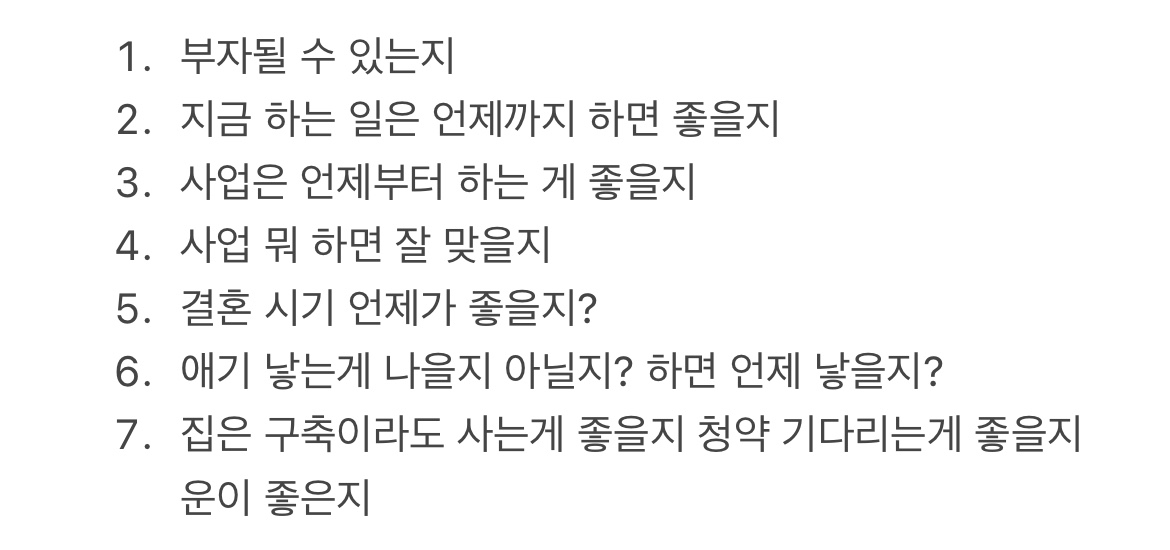 1. 부자될 수 있는지
2. 지금 하는 일은 언제까지 하면 좋을지
3. 사업은 언제부터 하는 게 좋을지
4. 사업 뭐 하면 잘 맞을지
5. 결혼 시기 언제가 좋을지?
6. 애기 낳는게 나을지 아닐지? 하면 언제 낳을지?
7. 집은 구축이라도 사는게 좋을지 청약 기다리는게 좋을지
운이 좋은지